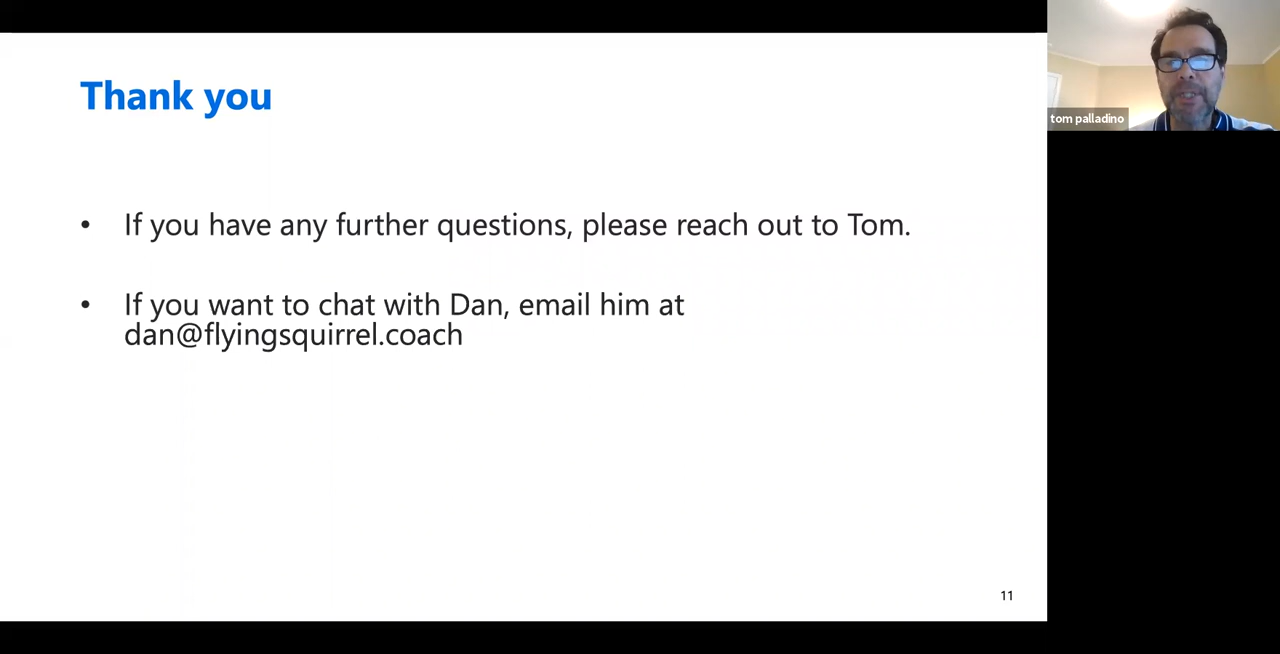 Thank you
• If you have any further questions, please reach out to Tom.
• If you want to chat with Dan, email him at
dan@flyingsquirrel.coach
11
tom palladino